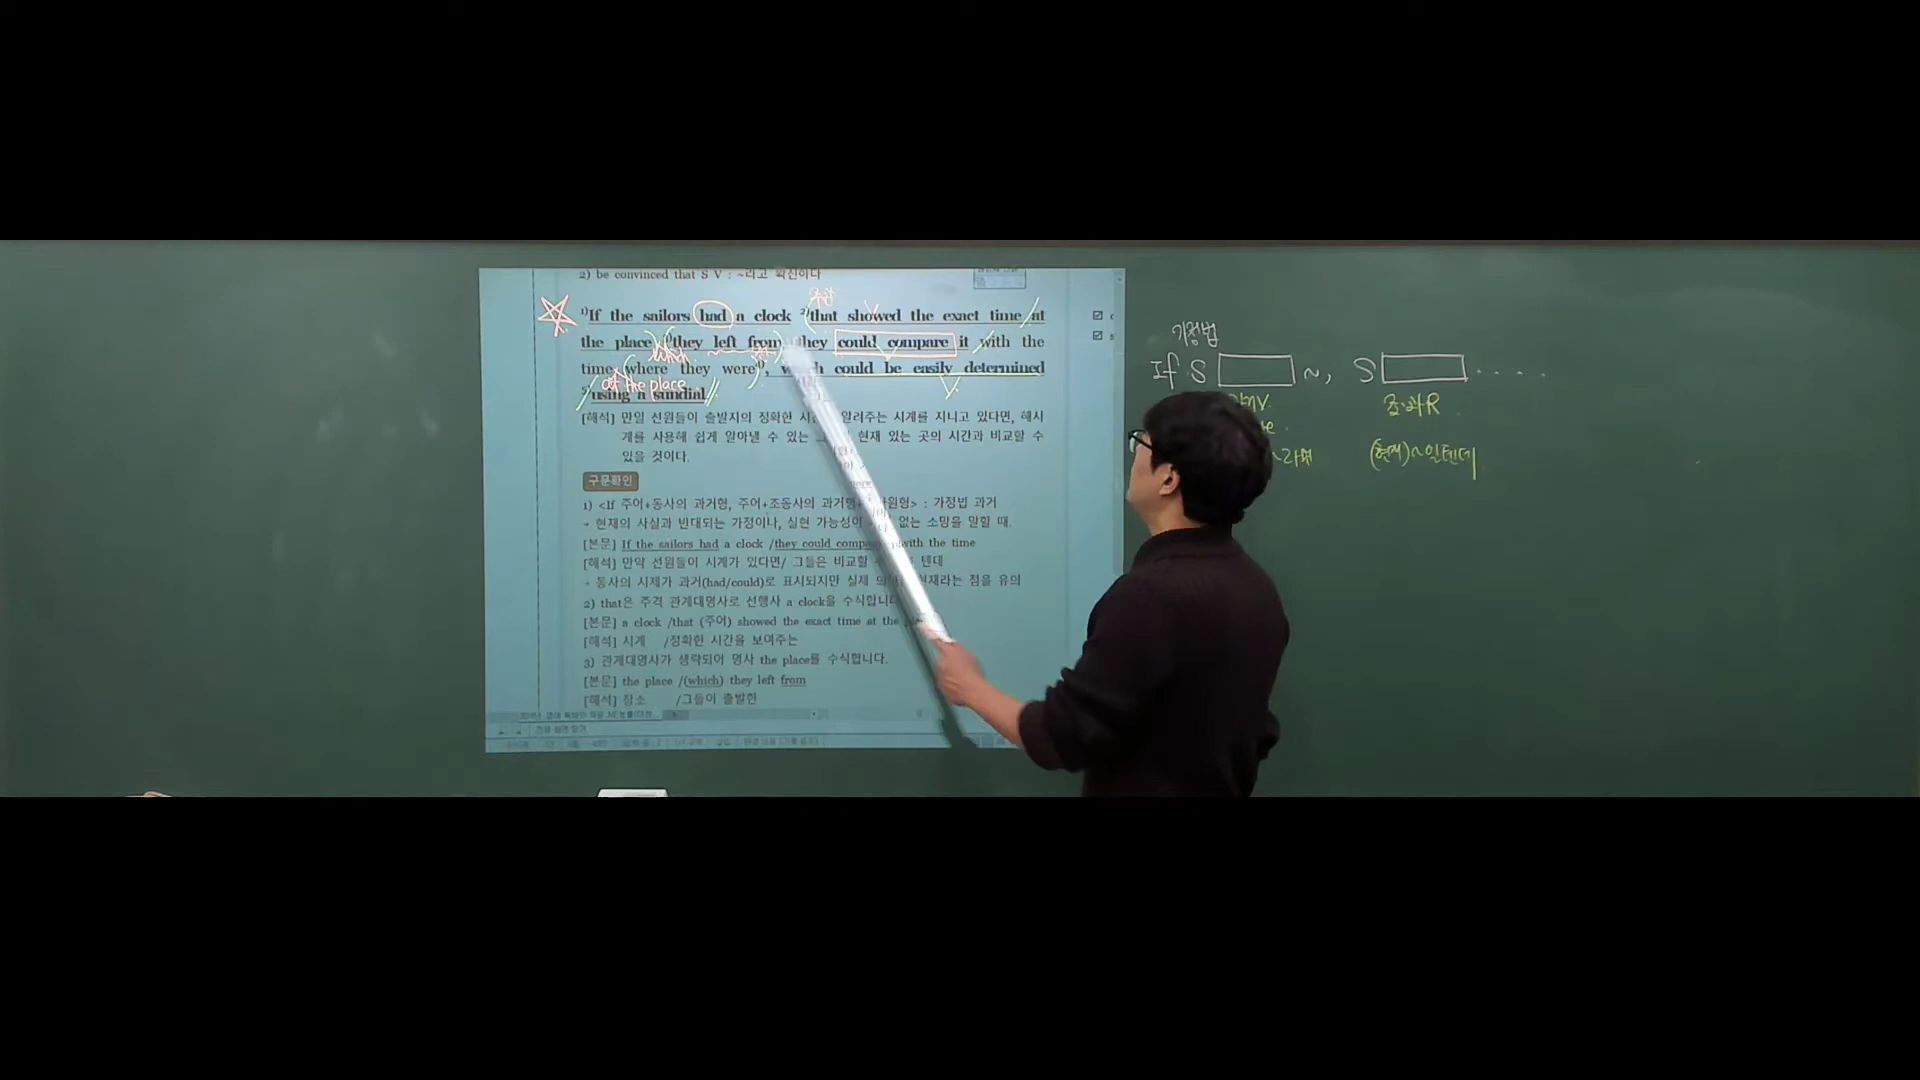 2) be convinced that S V : ~라고 확신이다
주격
1)If the sailors had a clock 2)that showed the exact time at
the place 3)they left from, they could compare it with the
which
time (where they were4), which could be easily determined
at the place
5)using a sundial.
[해석] 만일 선원들이 출발지의 정확한 시 알려주는 시계를 지니고 있다면, 해시
계를 사용해 쉽게 알아낼 수 있는 그 현재 있는 곳의 시간과 비교할 수
있을 것이다.
구문확인
1) <If 주어+동사의 과거형, 주어+조동사의 과거형+ 원형> : 가정법 과거
→ 현재의 사실과 반대되는 가정이나, 실현 가능성이 없는 소망을 말할 때.
[본문] If the sailors had a clock /they could compa with the time
[해석] 만약 선원들이 시계가 있다면/ 그들은 비교할 텐데
→ 동사의 시제가 과거(had/could)로 표시되지만 실제 의 현재라는 점을 유의
2) that은 주격 관계대명사로 선행사 a clock을 수식합니다
[본문] a clock /that (주어) showed the exact time at the
[해석] 시계 /정확한 시간을 보여주는
3) 관계대명사가 생략되어 명사 the place를 수식합니다.
[본문] the place /(which) they left from
[해석] 장소 /그들이 출발한
가정법
If S ~, S .....
조과R
~라면 (현재)~일텐데